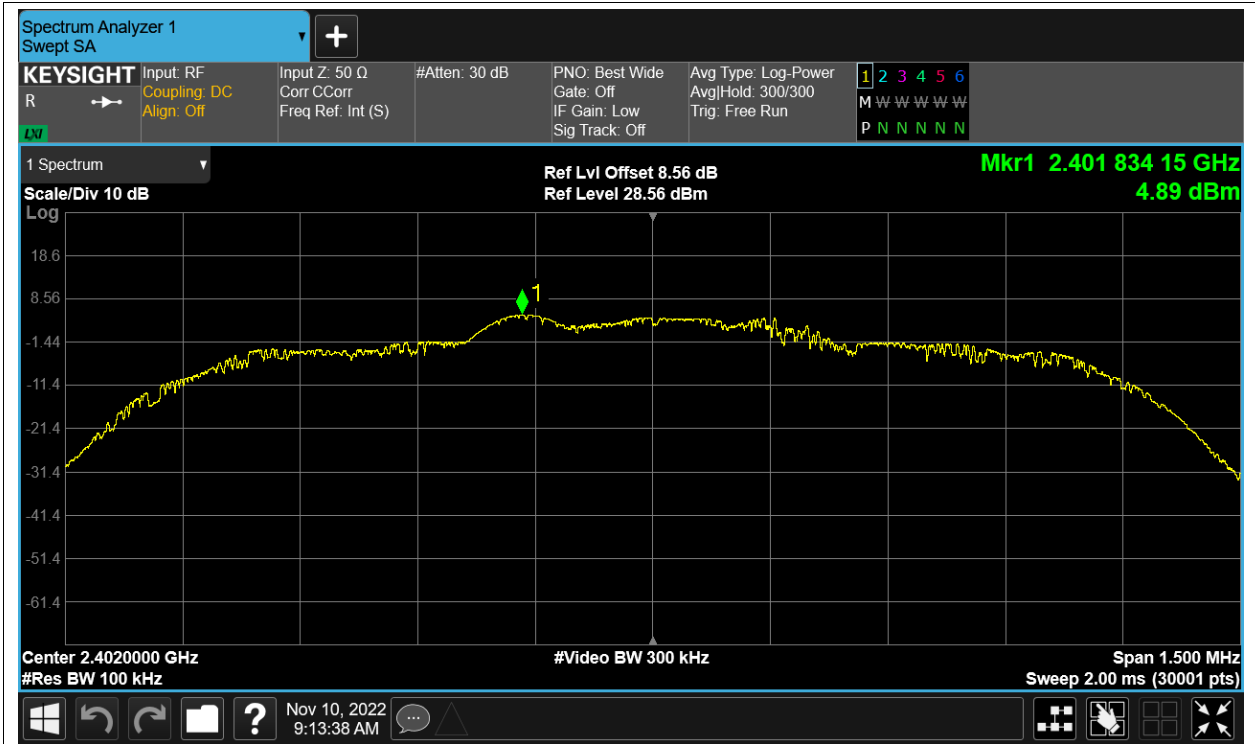 Spectrum Analyzer 1
Swept SA
KEYSIGHT
R
LXI
Input: RF
Coupling: DC
Align: Off
Input Z: 50 Ω
Corr CCorr
Freq Ref: Int (S)
#Atten: 30 dB
PNO: Best Wide
Gate: Off
IF Gain: Low
Sig Track: Off
Avg Type: Log-Power
Avg|Hold: 300/300
Trig: Free Run
1 2 3 4 5 6
M W W W W W
P N N N N N
1 Spectrum
Scale/Div 10 dB
Log
Ref Lvl Offset 8.56 dB
Ref Level 28.56 dBm
Mkr1 2.401 834 15 GHz
4.89 dBm
18.6
8.56
1
-1.44
-11.4
-21.4
-31.4
-41.4
-51.4
-61.4
Center 2.4020000 GHz
#Res BW 100 kHz
#Video BW 300 kHz
Span 1.500 MHz
Sweep 2.00 ms (30001 pts)
?
Nov 10, 2022
9:13:38 AM